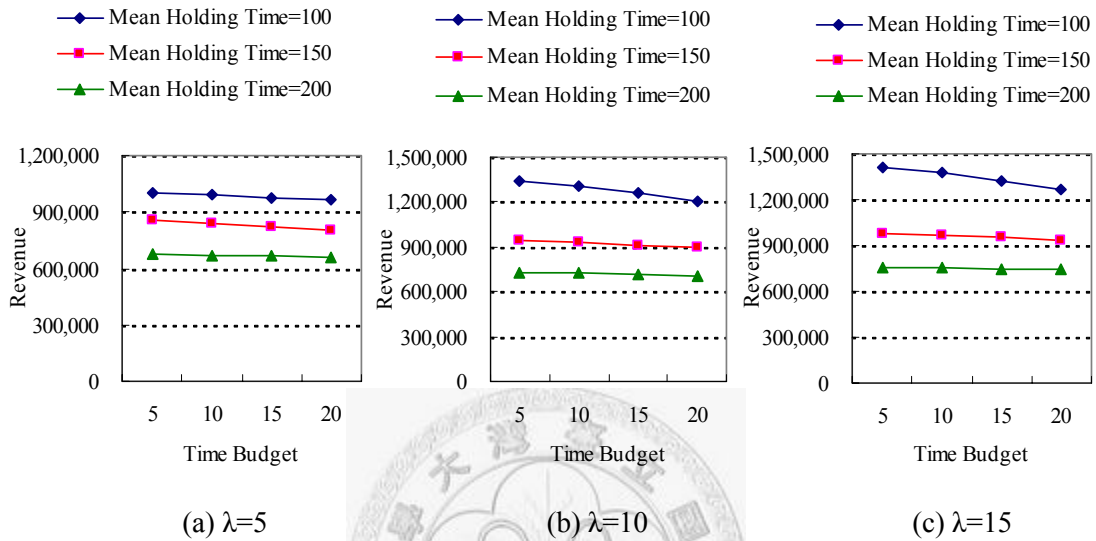 Mean Holding Time=100
Mean Holding Time=150
Mean Holding Time=200
1,200,000
900,000
600,000
300,000
0
Revenue
5 10 15 20
Time Budget
(a) λ=5
Mean Holding Time=100
Mean Holding Time=150
Mean Holding Time=200
1,500,000
1,200,000
900,000
600,000
300,000
0
Revenue
5 10 15 20
Time Budget
(b) λ=10
Mean Holding Time=100
Mean Holding Time=150
Mean Holding Time=200
1,500,000
1,200,000
900,000
600,000
300,000
0
Revenue
5 10 15 20
Time Budget
(c) λ=15
大灣臺立國